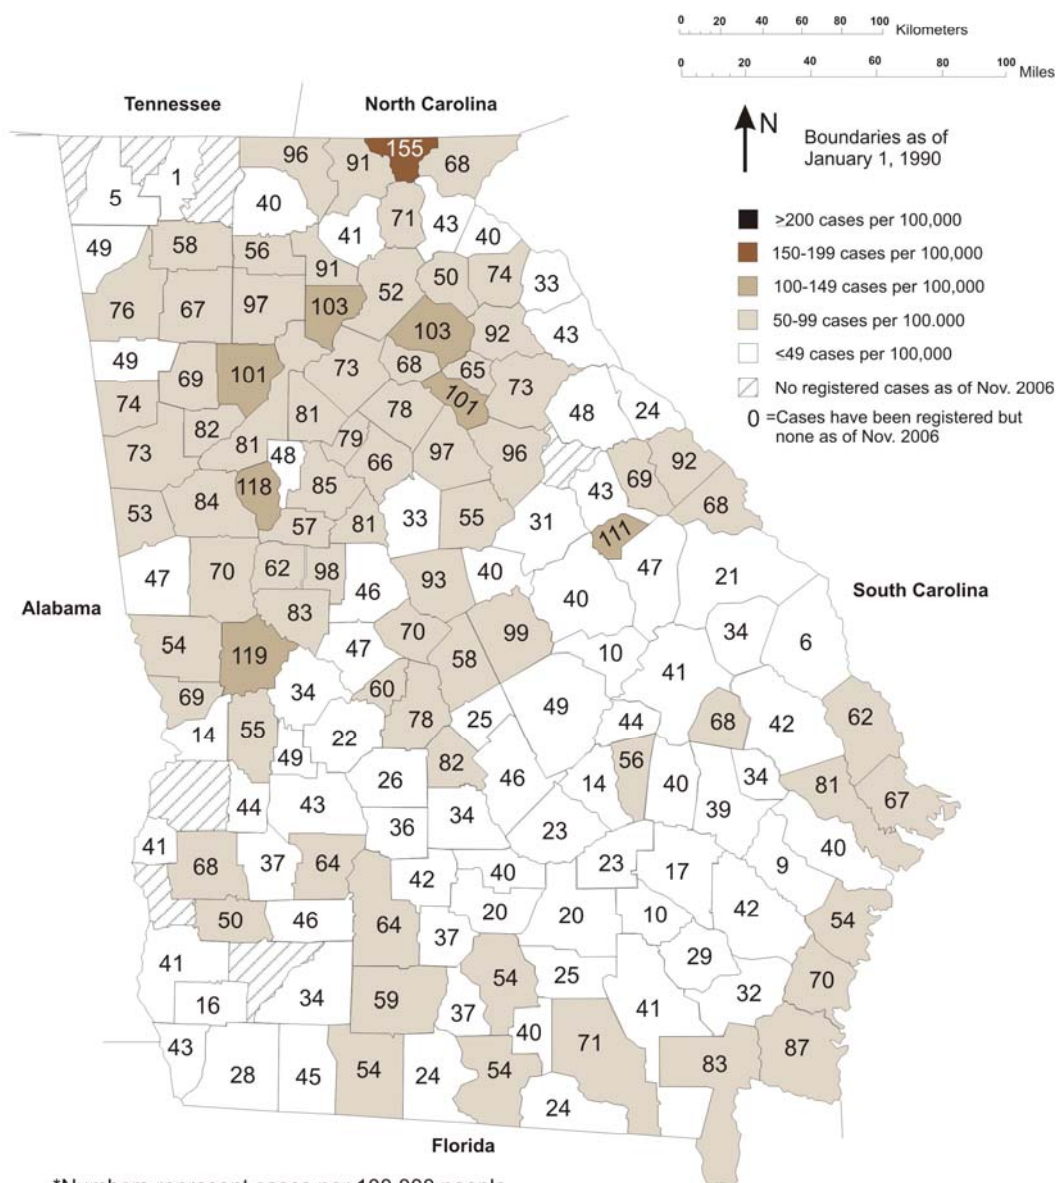 0 20 40 60 80 100
Kilometers
0 20 40 60 80 100
Miles
Tennessee
North Carolina
N
Boundaries as of
January 1, 1990
≥200 cases per 100,000
150-199 cases per 100,000
100-149 cases per 100,000
50-99 cases per 100.000
≤49 cases per 100,000
No registered cases as of Nov. 2006
0 =Cases have been registered but
none as of Nov. 2006
96 91 155 68
5 1 40 71 43 40
49 58 56 41
91 52 50 74 33
76 67 97 103 103 92 43
49 69 101 73 68 65 73
74 82 81 78 101 48 24
73 81 48 79 66 97 96
53 84 118 85 43 69 92
57 81 33 55 31 111 68
47 70 62 98 46 93 40 40 47 21
Alabama
South Carolina
54 119 83 47 70 58 99 10 34 6
69 34 60 78 25 49 41
14 55 22 44 68 42 62
49 26 82 46 14 56 40 34 81 67
44 43 36 34 23 39
41 68 37 64 42 40 23 17 9 40
50 46 64 37 20 20 10 42 54
41 34 59 54 25 29 70
16 37 41 32
43 28 45 54 24 54 40 71 83 87
24
Florida
*Numbers represent cases per 100,000 people